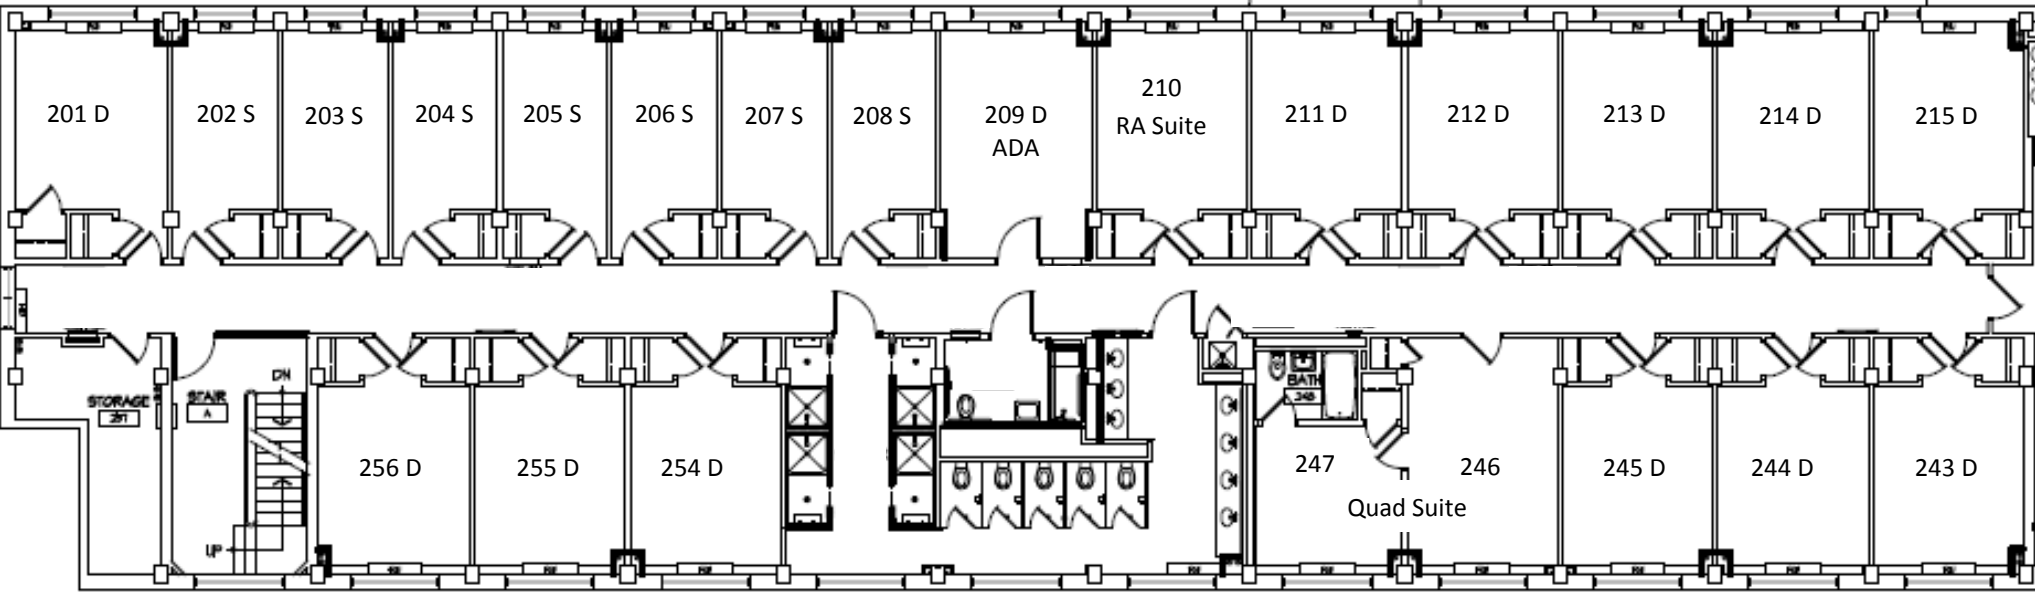 201 D
202 S
203 S
204 S
205 S
206 S
207 S
208 S
209 D
ADA
210
RA Suite
211 D
212 D
213 D
214 D
215 D
STORAGE
STAIR
A
DN
UP
256 D
255 D
254 D
BATH
247
246
Quad Suite
245 D
244 D
243 D